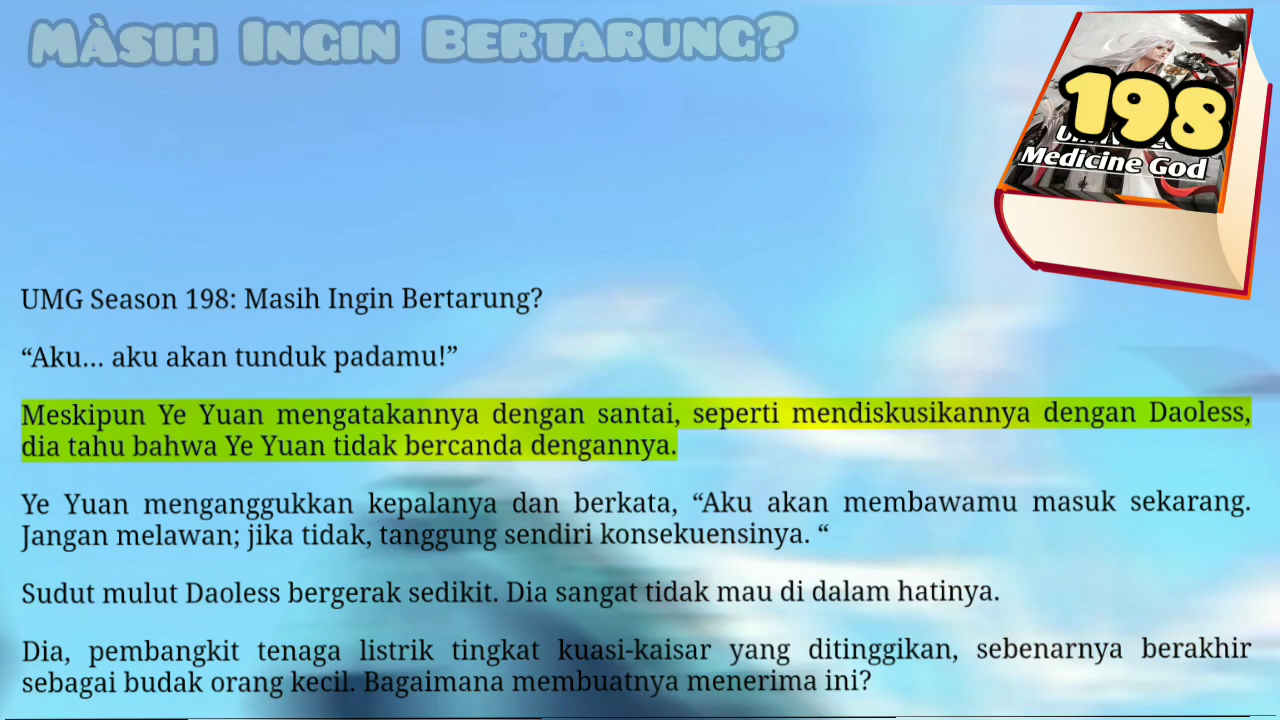 Màsih Ingin Bertarung?
198
Medicine God
UMG Season 198: Masih Ingin Bertarung?
“Aku... aku akan tunduk padamu!”
Meskipun Ye Yuan mengatakannya dengan santai, seperti mendiskusikannya dengan Daoless,
dia tahu bahwa Ye Yuan tidak bercanda dengannya.
Ye Yuan menganggukkan kepalanya dan berkata, “Aku akan membawamu masuk sekarang.
Jangan melawan; jika tidak, tanggung sendiri konsekuensinya. “
Sudut mulut Daoless bergerak sedikit. Dia sangat tidak mau di dalam hatinya.
Dia, pembangkit tenaga listrik tingkat kuasi-kaisar yang ditinggikan, sebenarnya berakhir
sebagai budak orang kecil. Bagaimana membuatnya menerima ini?